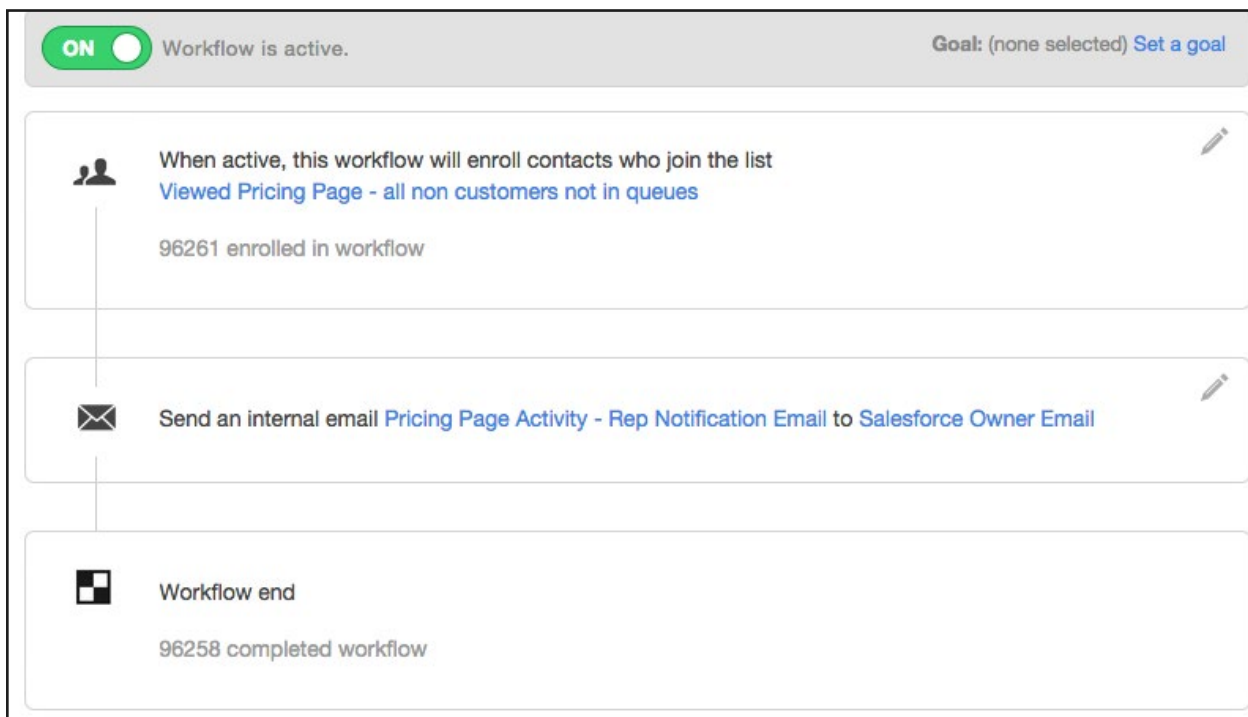 ON Workflow is active. Goal: (none selected) Set a goal
When active, this workflow will enroll contacts who join the list
Viewed Pricing Page - all non customers not in queues
96261 enrolled in workflow
Send an internal email Pricing Page Activity - Rep Notification Email to Salesforce Owner Email
Workflow end
96258 completed workflow